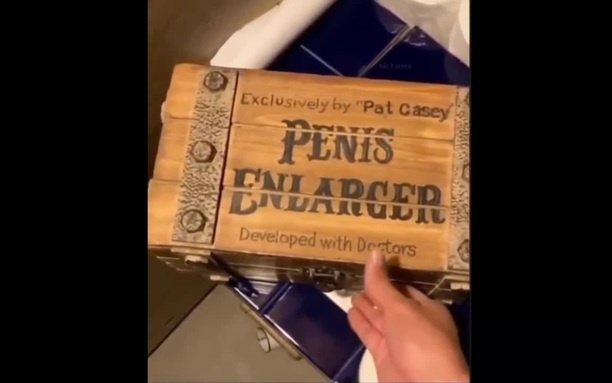 Exclusively by "Pat Casey
PENIS
ENLARGER
Developed with Doctors